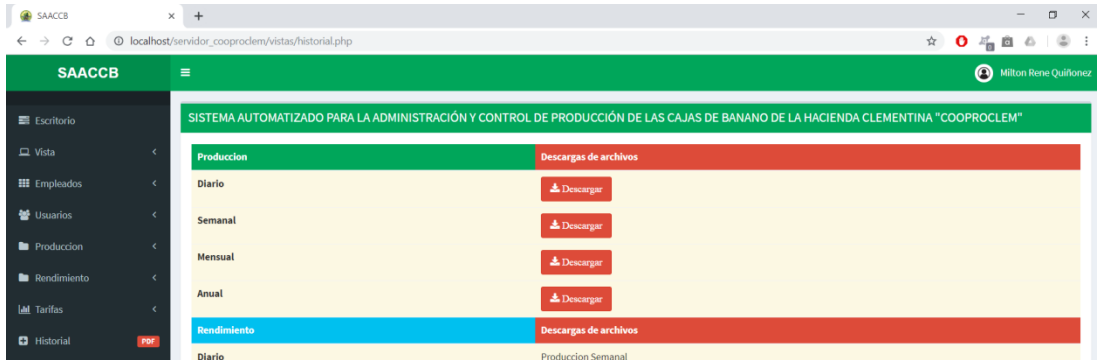 SAACCB
localhost/servidor_cooproclem/vistas/historial.php
SAACCB
Milton Rene Quiñonez
Escritorio
Vista
Empleados
Usuarios
Produccion
Rendimiento
Tarifas
Historial PDF
SISTEMA AUTOMATIZADO PARA LA ADMINISTRACIÓN Y CONTROL DE PRODUCCIÓN DE LAS CAJAS DE BANANO DE LA HACIENDA CLEMENTINA "COOPROCLEM"
Produccion Descargas de archivos
Diario Descargar
Semanal Descargar
Mensual Descargar
Anual Descargar
Rendimiento Descargas de archivos
Diario Produccion Semanal